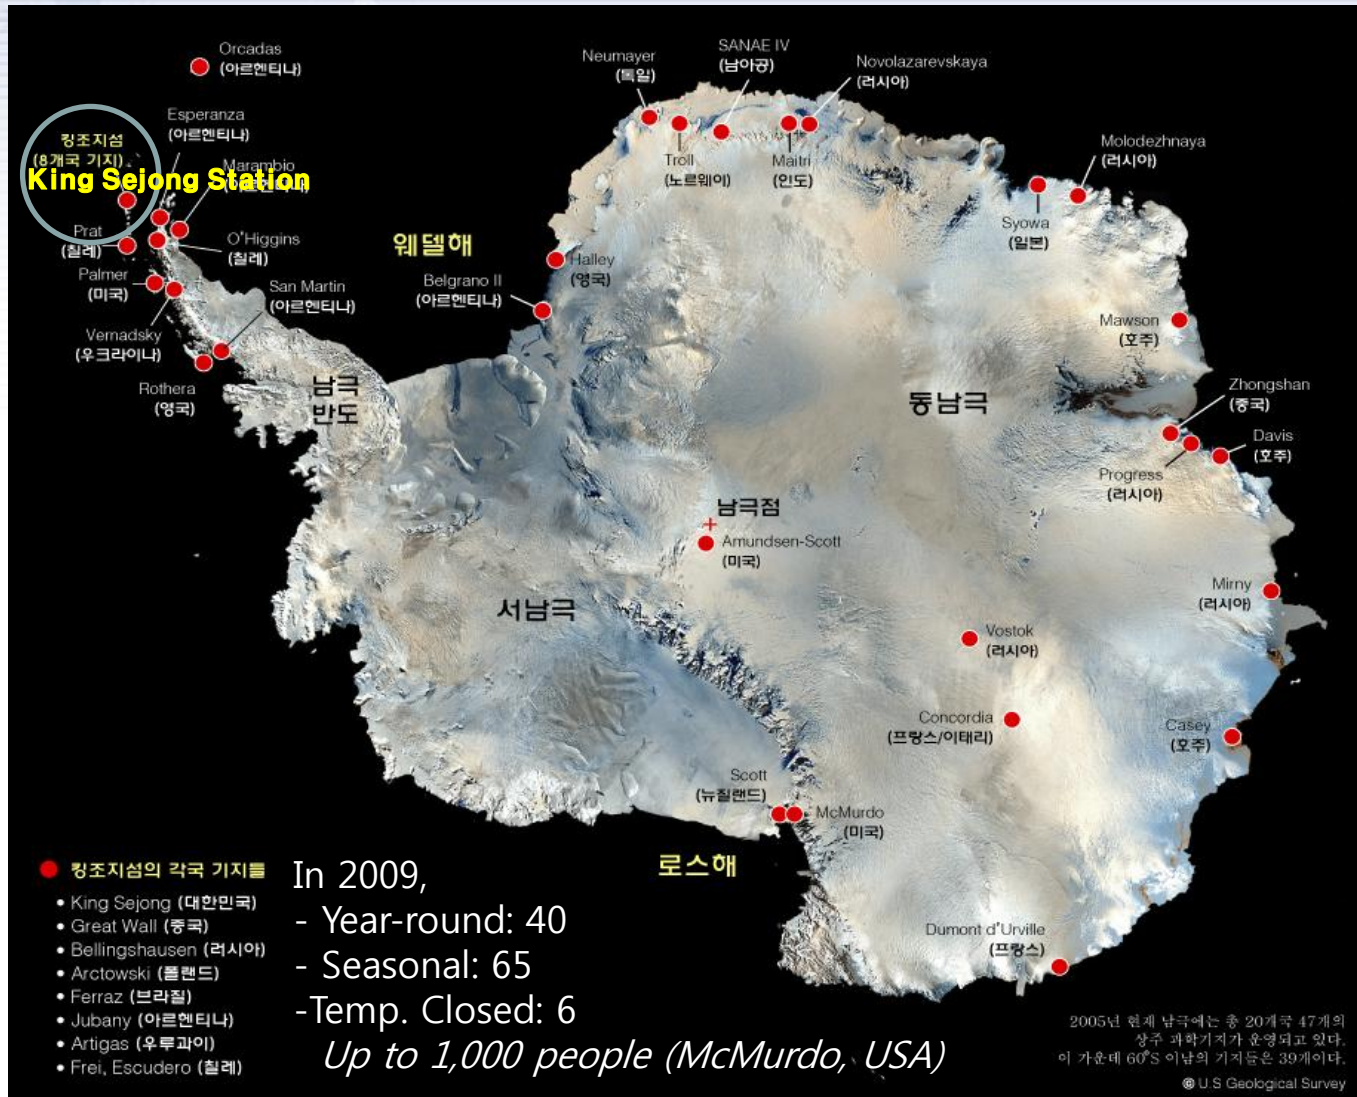 Orcadas
(아르헨티나)
Neumayer
(독일)
SANAE IV
(남아공)
Novolazarevskaya
(러시아)
Esperanza
(아르헨티나)
킹조지섬
(8개국 기지)
Marambio
King Sejong Station
Troll
(노르웨이)
Maitri
(인도)
Molodezhnaya
(러시아)
Syowa
(일본)
Prat
(칠레)
O'Higgins
(칠레)
웨델해
Halley
(영국)
Palmer
(미국)
San Martin
(아르헨티나)
Belgrano II
(아르헨티나)
Vernadsky
(우크라이나)
Mawson
(호주)
Rothera
(영국)
남극
반도
동남극
Zhongshan
(중국)
Davis
(호주)
Progress
(러시아)
남극점
Amundsen-Scott
(미국)
서남극
Mirny
(러시아)
Vostok
(러시아)
Concordia
(프랑스/이태리)
Casey
(호주)
Scott
(뉴질랜드)
McMurdo
(미국)
로스해
Dumont d'Urville
(프랑스)
킹조지섬의 각국 기지들
• King Sejong (대한민국)
• Great Wall (중국)
• Bellingshausen (러시아)
• Arctowski (폴랜드)
• Ferraz (브라질)
• Jubany (아르헨티나)
• Artigas (우루과이)
• Frei, Escudero (칠레)
In 2009,
- Year-round: 40
- Seasonal: 65
-Temp. Closed: 6
Up to 1,000 people (McMurdo, USA)
2005년 현재 남극에는 총 20개국 47개의
상주 과학기지가 운영되고 있다.
이 가운데 60°S 이남의 기지들은 39개이다.
© U.S Geological Survey